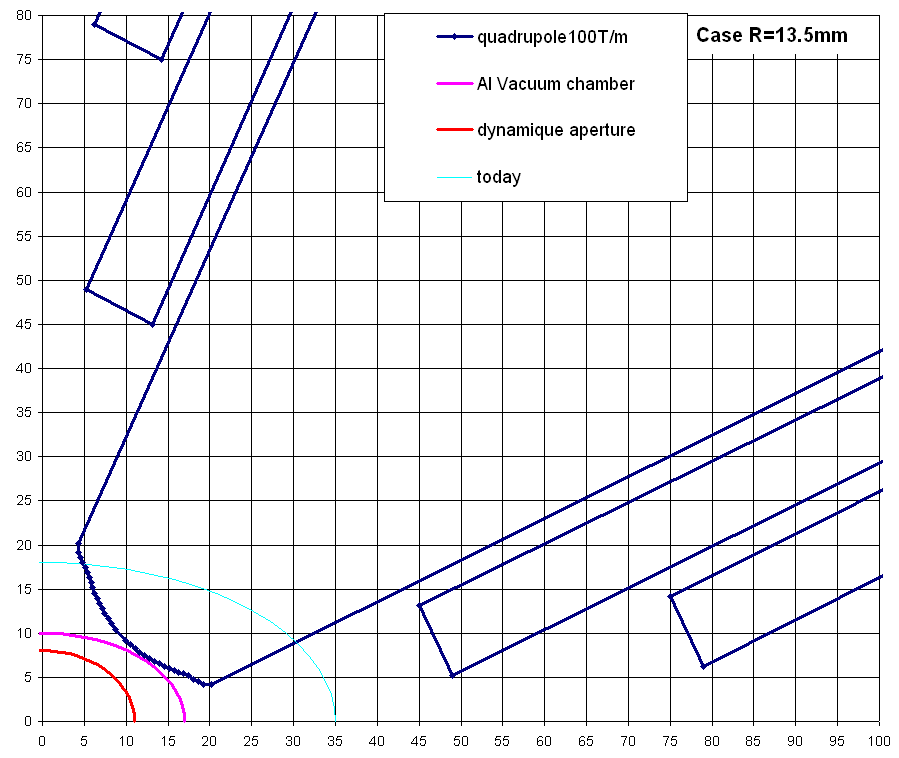 80
75
70
65
60
55
50
45
40
35
30
25
20
15
10
5
0
quadrupole100T/m
Al Vacuum chamber
dynamique aperture
today
Case R=13.5mm
0 5 10 15 20 25 30 35 40 45 50 55 60 65 70 75 80 85 90 95 100